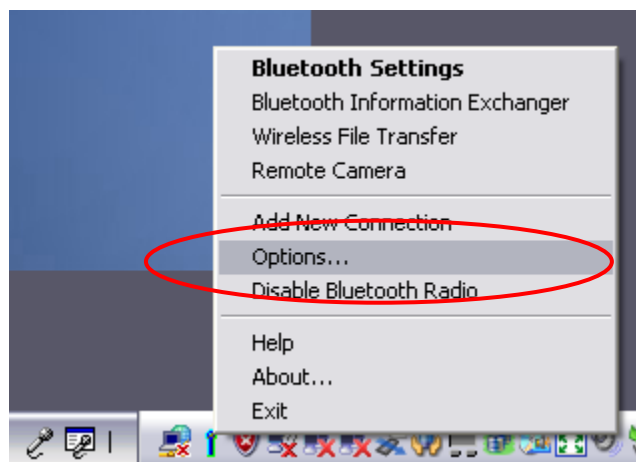 Bluetooth Settings
Bluetooth Information Exchanger
Wireless File Transfer
Remote Camera
Add New Connection
Options...
Disable Bluetooth Radio
Help
About...
Exit